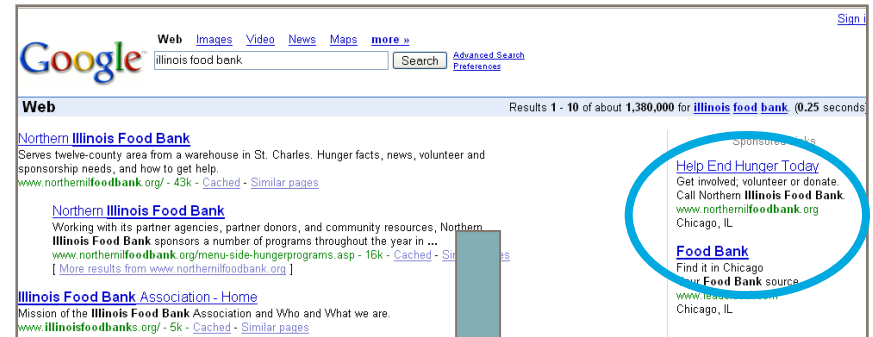 Sign i
Google
Web Images Video News Maps more »
illinois food bank Search Advanced Search
Preferences
Web Results 1 - 10 of about 1,380,000 for illinois food bank. (0.25 seconds)
Northern Illinois Food Bank
Serves twelve-county area from a warehouse in St. Charles. Hunger facts, news, volunteer and
sponsorship needs, and how to get help.
www.northernilfoodbank.org/ - 43k - Cached - Similar pages
Northern Illinois Food Bank
Working with its partner agencies, partner donors, and community resources, Northern
Illinois Food Bank sponsors a number of programs throughout the year in ...
www.northernilfoodbank.org/menu-side-hungerprograms.asp - 16k - Cached -
[ More results from www.northernilfoodbank.org ]
Illinois Food Bank Association - Home
Mission of the Illinois Food Bank Association and Who and What we are.
www.illinoisfoodbanks.org/ - 5k - Cached - Similar pages
Sponsored Links
Help End Hunger Today
Get involved; volunteer or donate.
Call Northern Illinois Food Bank.
www.northernilfoodbank.org
Chicago, IL
Food Bank
Find it in Chicago
Your Food Bank source
Chicago, IL